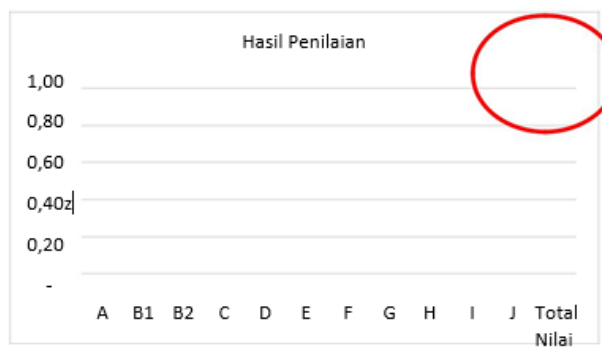 Hasil Penilaian
1,00
0,80
0,60
0,40z
0,20
-
A B1 B2 C D E F G H I J Total
Nilai